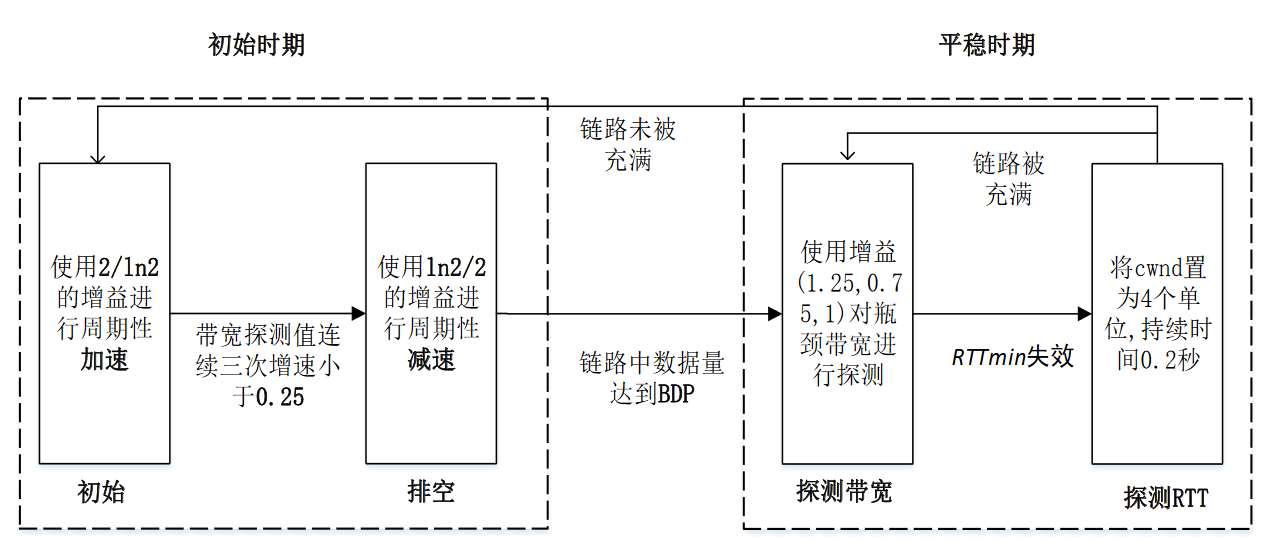 初始时期
平稳时期
链路未被
充满
链路被
充满
使用2/ln2
的增益进
行周期性
加速
带宽探测值连
续三次增速小
于0.25
使用ln2/2
的增益进
行周期性
减速
链路中数据量
达到BDP
使用增益
(1.25,0.7
5,1)对瓶
颈带宽进
行探测
RTTmin失效
将cwnd置
为4个单
位,持续时
间0.2秒
初始
排空
探测带宽
探测RTT